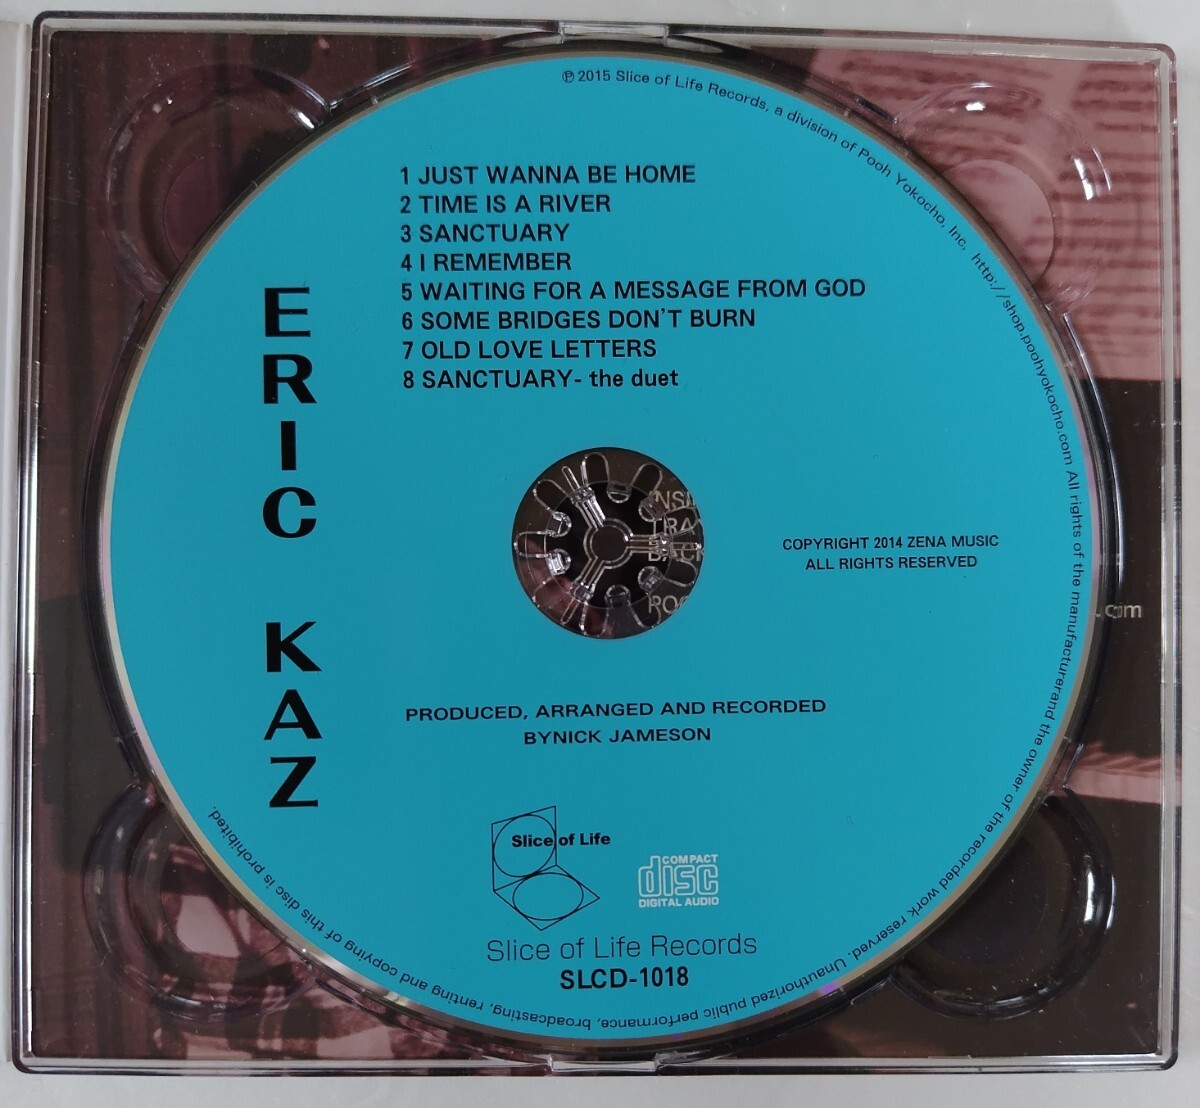 ℗ 2015 Slice of Life Records, a division of Pooh Yokocho, Inc. http://shop.poohyokocho.com All rights of the manufacturerand the owner of the recorded work reserved. Unauthorized public performance, broadcasting, renting and copying of this disc is prohibited.
1 JUST WANNA BE HOME
2 TIME IS A RIVER
3 SANCTUARY
4 I REMEMBER
5 WAITING FOR A MESSAGE FROM GOD
6 SOME BRIDGES DON'T BURN
7 OLD LOVE LETTERS
8 SANCTUARY- the duet
ERIC KAZ
COPYRIGHT 2014 ZENA MUSIC
ALL RIGHTS RESERVED
PRODUCED, ARRANGED AND RECORDED
BYNICK JAMESON
Slice of Life
COMPACT
disc
DIGITAL AUDIO
Slice of Life Records
SLCD-1018